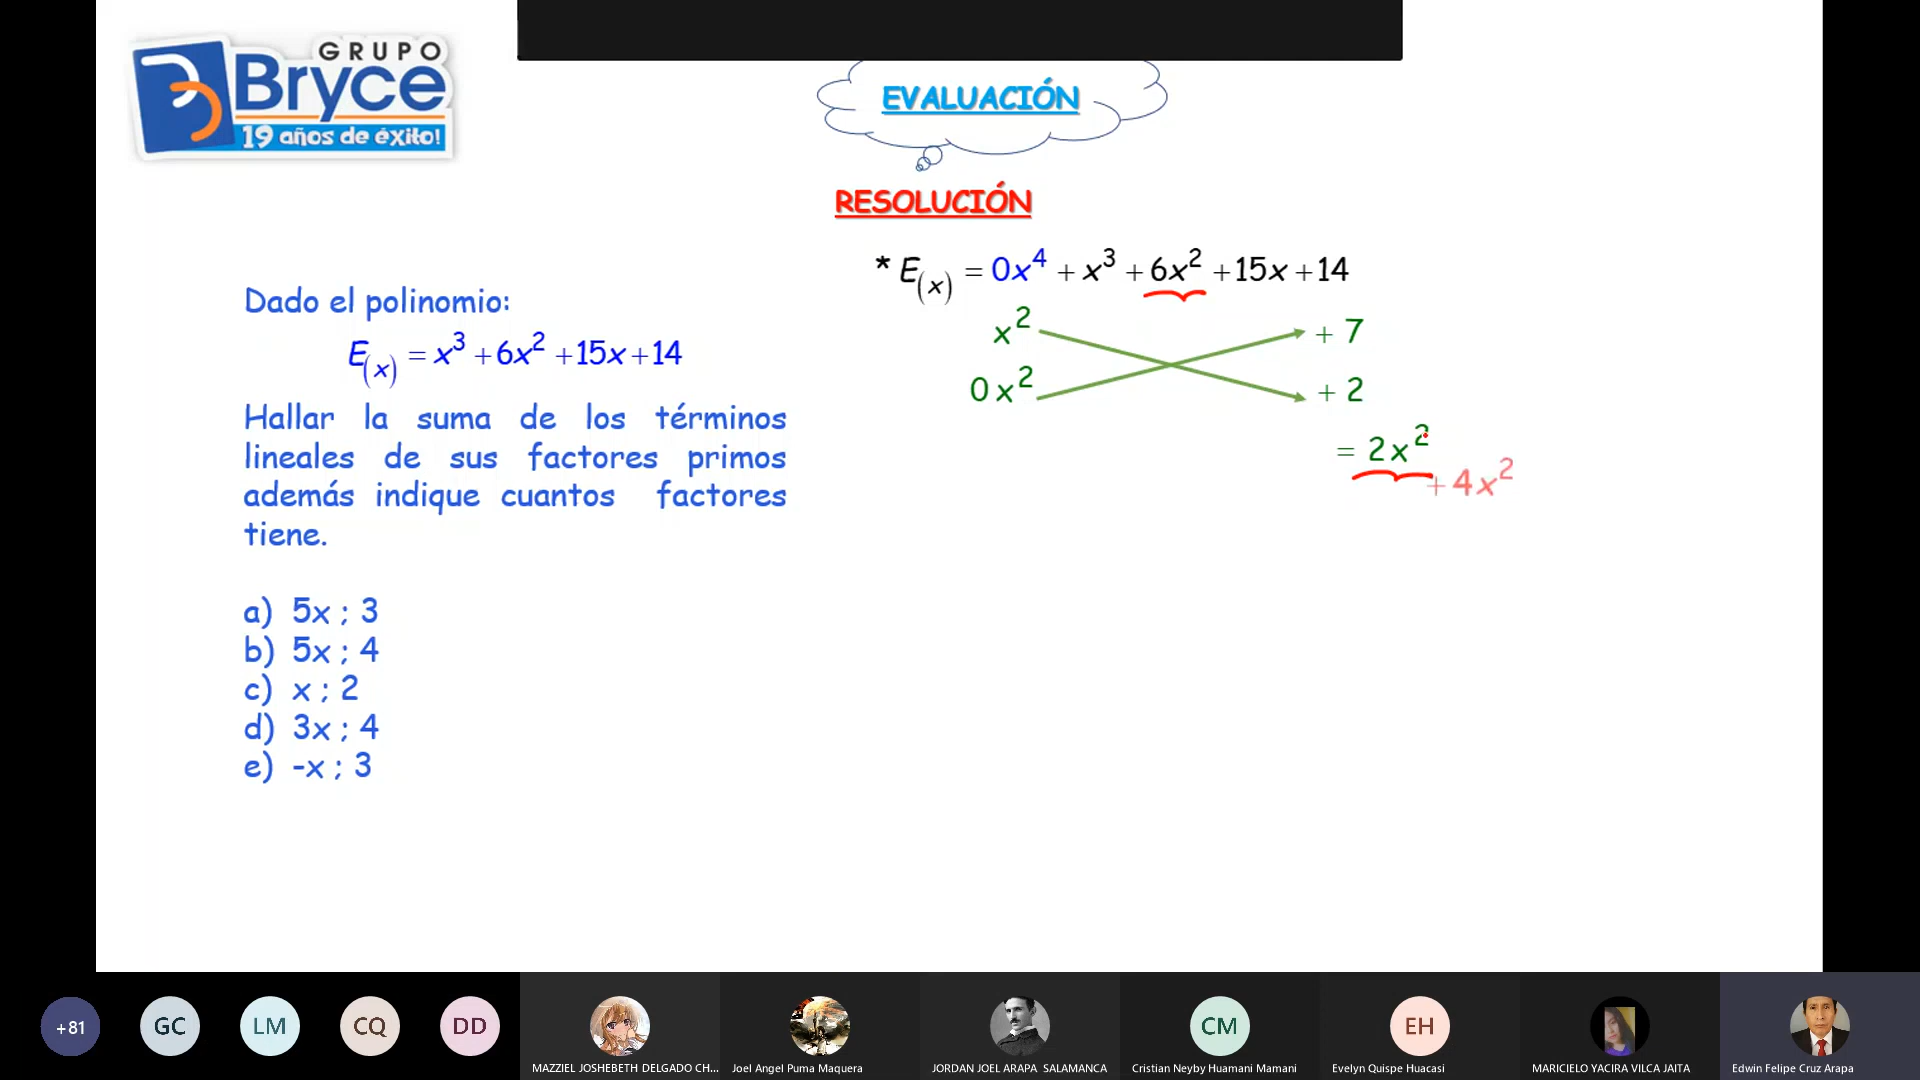 GRUPO
Bryce
19 años de éxito!
EVALUACIÓN
RESOLUCIÓN
Dado el polinomio:
E(x) = x³ + 6x² + 15x + 14
Hallar la suma de los términos
lineales de sus factores primos
además indique cuantos factores
tiene.
a) 5x ; 3
b) 5x ; 4
c) x ; 2
d) 3x ; 4
e) -x ; 3
* E(x) = 0x⁴ + x³ + 6x² + 15x + 14
x² + 7
0x² + 2
= 2x²
+ 4x²
+81
GC
LM
CQ
DD
MAZZIEL JOSHEBETH DELGADO CH...
Joel Angel Puma Maquera
JORDAN JOEL ARAPA SALAMANCA
CM
Cristian Neyby Huamani Mamani
EH
Evelyn Quispe Huacasi
MARICIELO YACIRA VILCA JAITA
Edwin Felipe Cruz Arapa